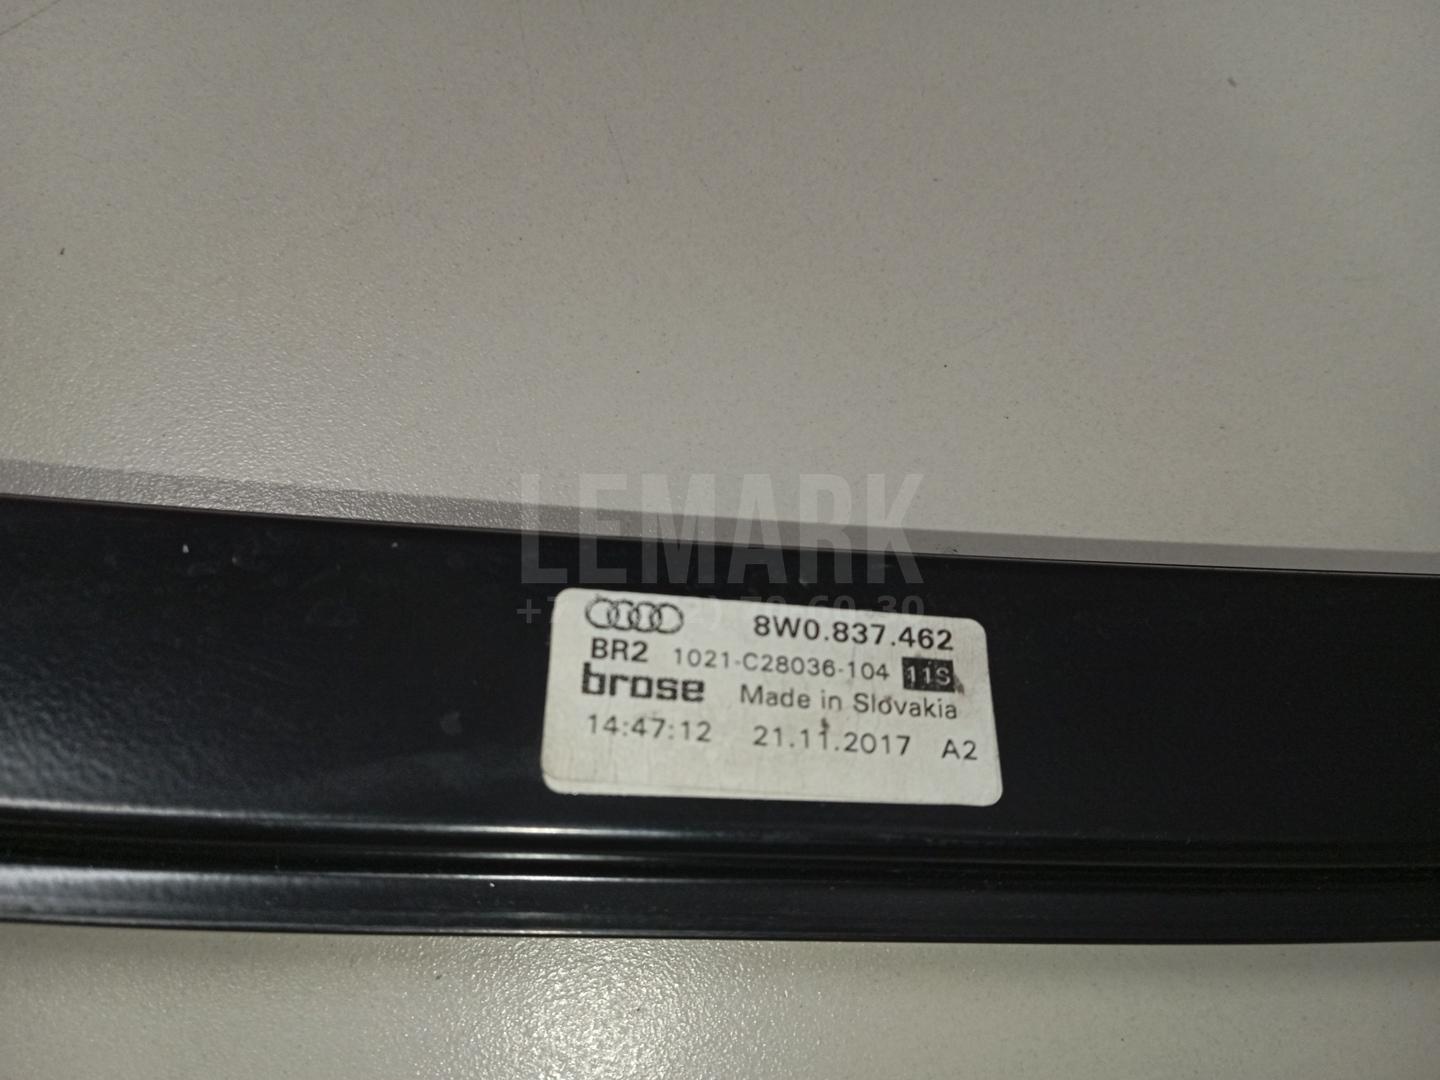 LEMARK
8W0.837.462
BR2 1021-C28036-104 11S
brose Made in Slovakia
14:47:12 21.11.2017 A2